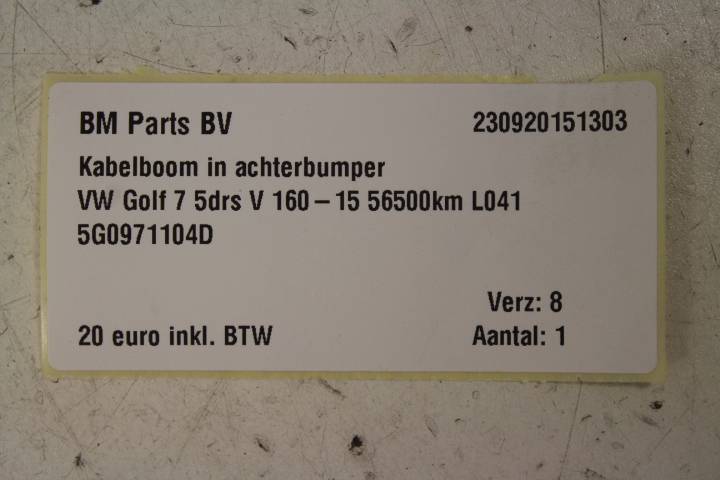 BM Parts BV 230920151303
Kabelboom in achterbumper
VW Golf 7 5drs V 160 – 15 56500km L041
5G0971104D
Verz: 8
20 euro inkl. BTW Aantal: 1